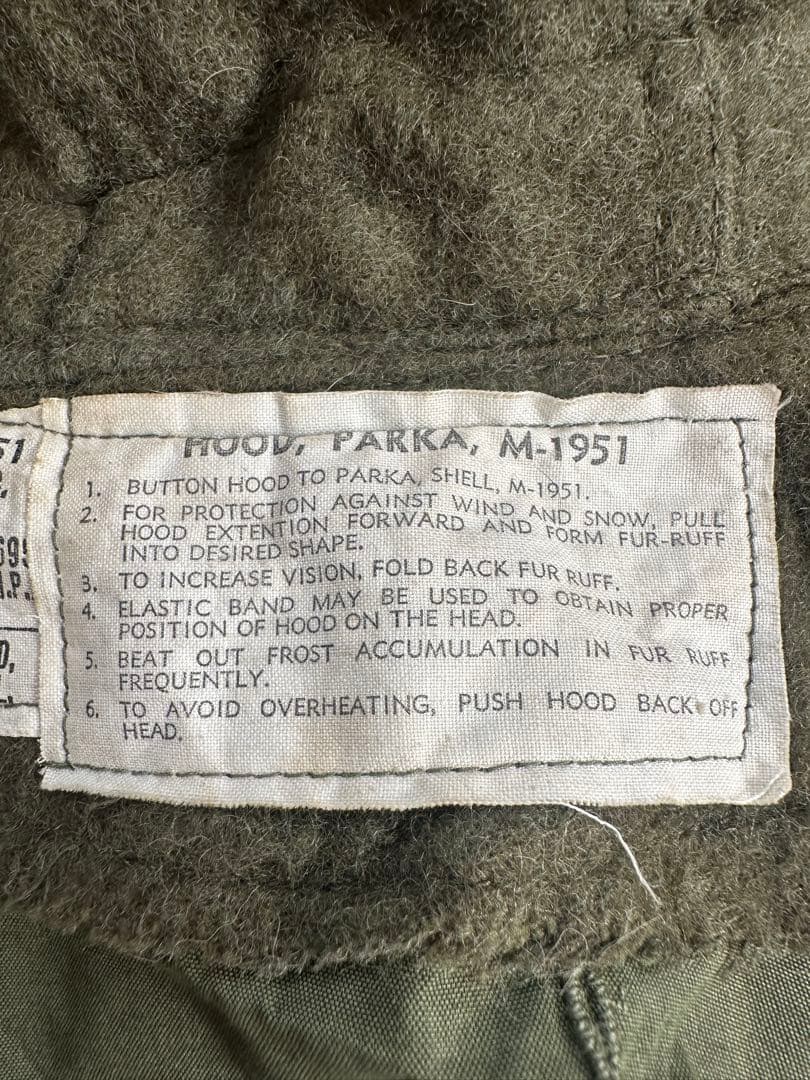 HOOD, PARKA, M-1951
1. BUTTON HOOD TO PARKA, SHELL, M-1951.
2. FOR PROTECTION AGAINST WIND AND SNOW, PULL
HOOD EXTENTION FORWARD AND FORM FUR-RUFF
INTO DESIRED SHAPE.
3. TO INCREASE VISION, FOLD BACK FUR RUFF.
4. ELASTIC BAND MAY BE USED TO OBTAIN PROPER
POSITION OF HOOD ON THE HEAD.
5. BEAT OUT FROST ACCUMULATION IN FUR RUFF
FREQUENTLY.
6. TO AVOID OVERHEATING, PUSH HOOD BACK OFF
HEAD.
51